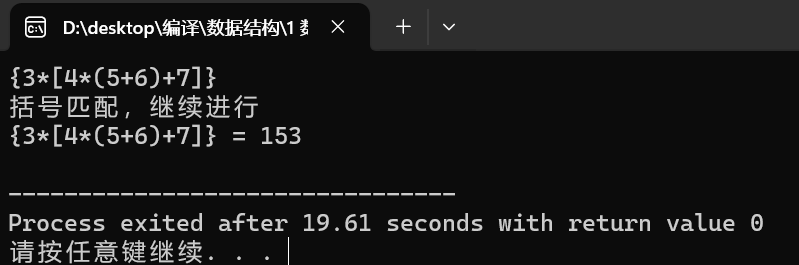 D:\desktop\编译\数据结构\1
{3*[4*(5+6)+7]}
括号匹配，继续进行
{3*[4*(5+6)+7]} = 153
--------------------------------
Process exited after 19.61 seconds with return value 0
请按任意键继续. . .